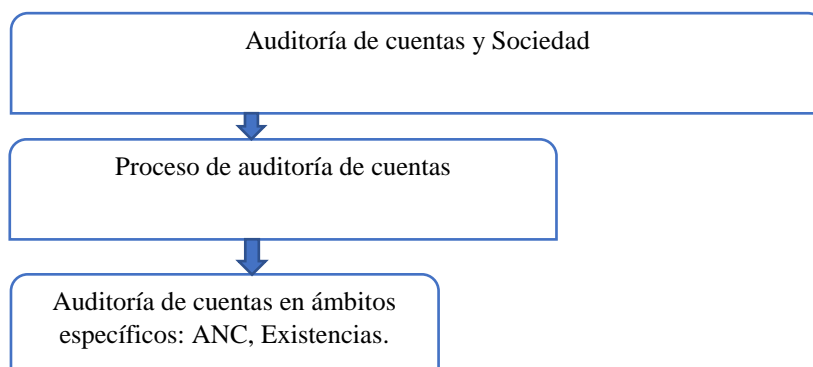 Auditoría de cuentas y Sociedad
Proceso de auditoría de cuentas
Auditoría de cuentas en ámbitos
específicos: ANC, Existencias.